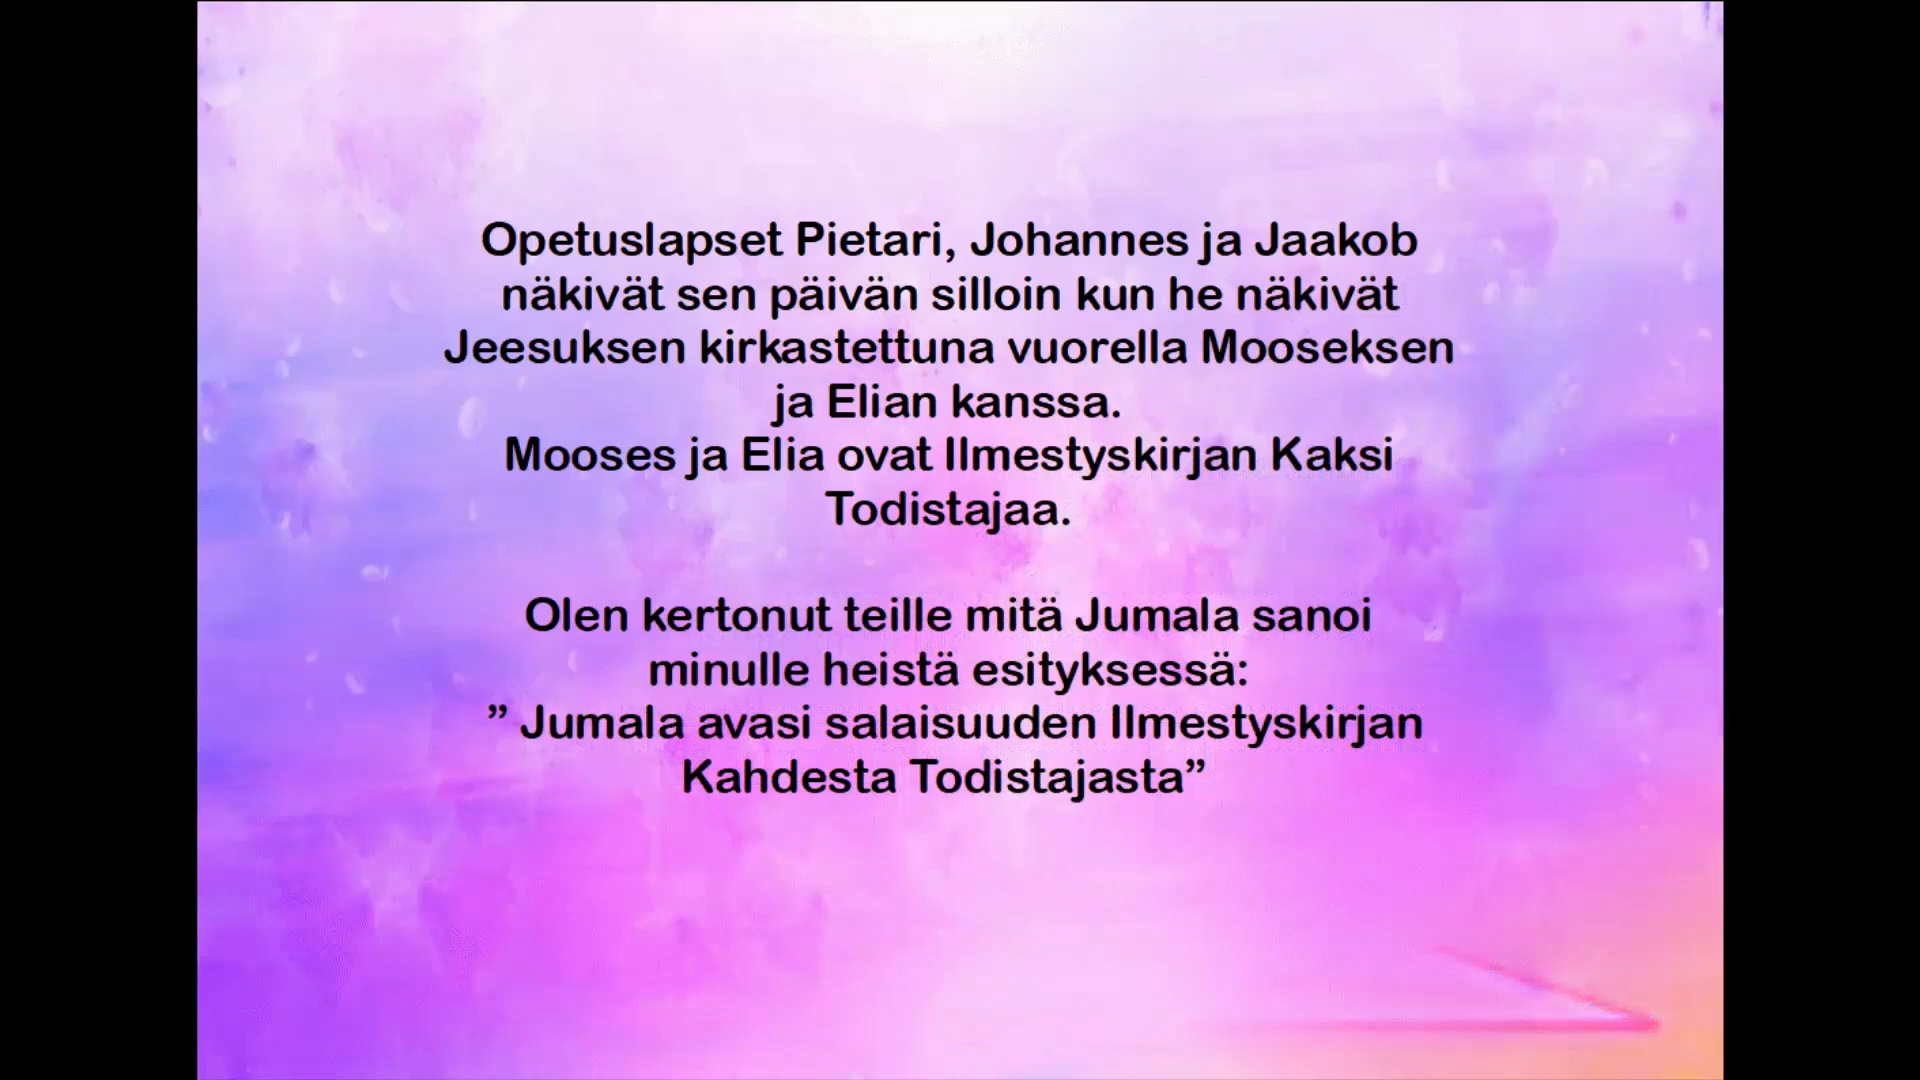 Opetuslapset Pietari, Johannes ja Jaakob
näkivät sen päivän silloin kun he näkivät
Jeesuksen kirkastettuna vuorella Mooseksen
ja Elian kanssa.
Mooses ja Elia ovat Ilmestyskirjan Kaksi
Todistajaa.
Olen kertonut teille mitä Jumala sanoi
minulle heistä esityksessä:
” Jumala avasi salaisuuden Ilmestyskirjan
Kahdesta Todistajasta”